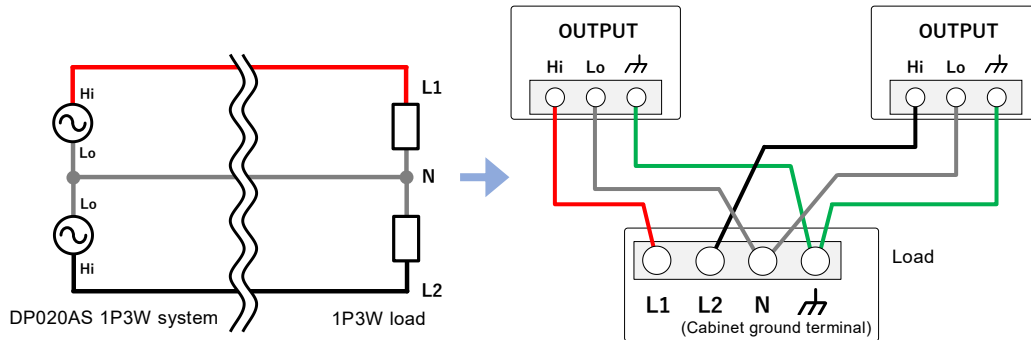 Hi
Lo
Lo
Hi
L1
N
L2
DP020AS 1P3W system
1P3W load
OUTPUT
Hi Lo
OUTPUT
Hi Lo
Load
L1 L2 N
(Cabinet ground terminal)